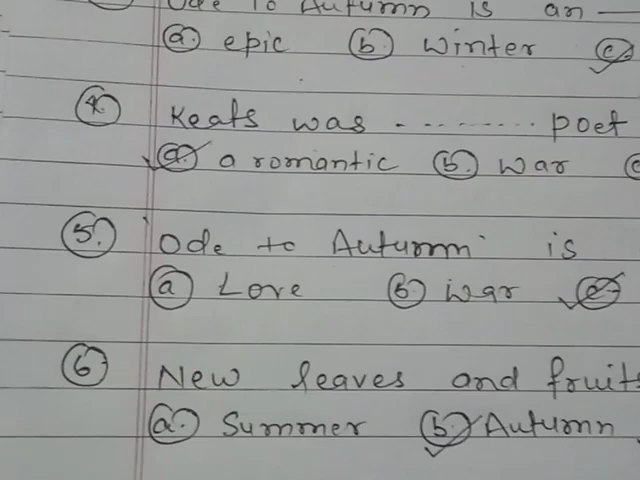 Ode To Autumn is an
(a.) epic (b.) Winter (c.)
(4.) Keats was ......... poet
(a.) a romantic (b.) war (c
(5.) 'Ode to Autumn' is
(a) Love (b.) war (c.)
(6.) New leaves and fruits
(a.) Summer (b.) Autumn